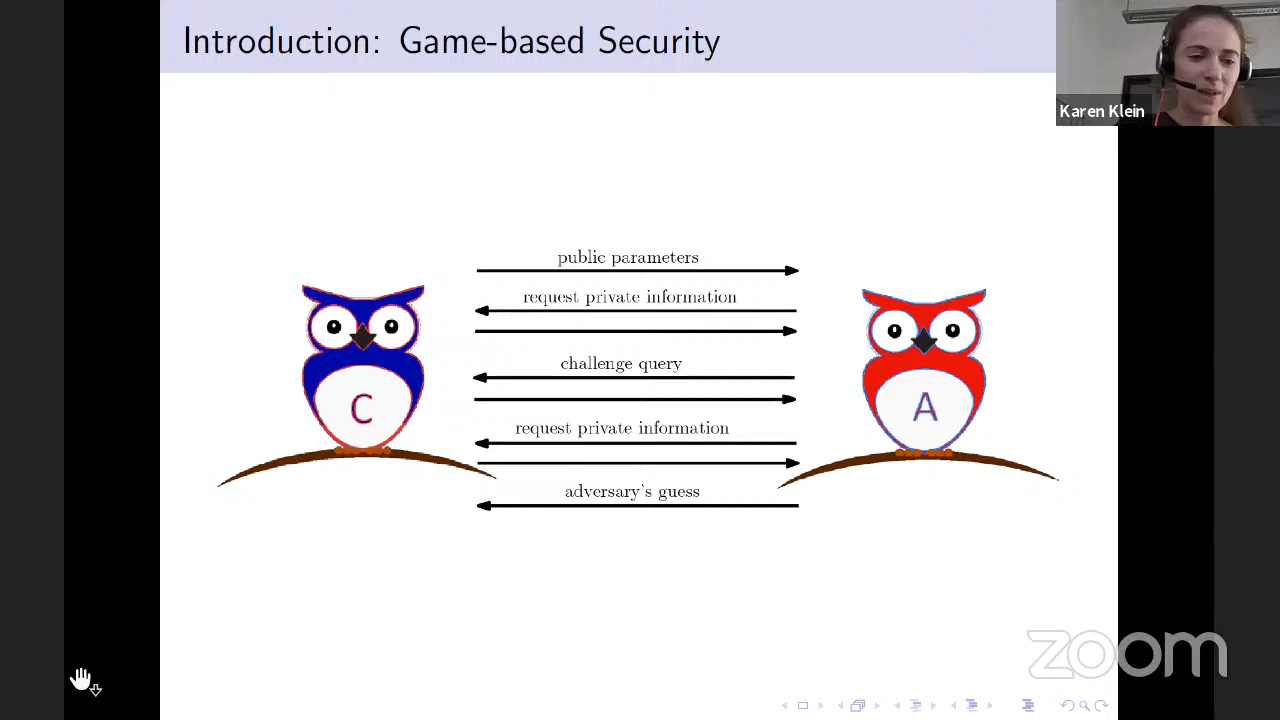 Introduction: Game-based Security
Karen Klein
public parameters
request private information
challenge query
C
A
request private information
adversary's guess
zoom